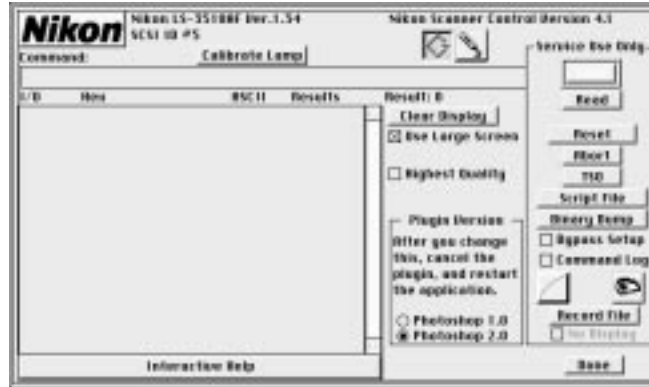 Nikon
Nikon LS-3510AF Ver.1.54
SCSI ID #5
Nikon Scanner Control Version 4.1
Command:
Calibrate Lamp
I/O Hex ASCII Results
Result: 0
Clear Display
Use Large Screen
Highest Quality
Plugin Version
After you change
this, cancel the
plugin, and restart
the application.
Photoshop 1.0
Photoshop 2.0
Interactive Help
Service Use Only
Read
Reset
Abort
TSO
Script File
Binary Dump
Bypass Setup
Command Log
Record File
No Display
Done